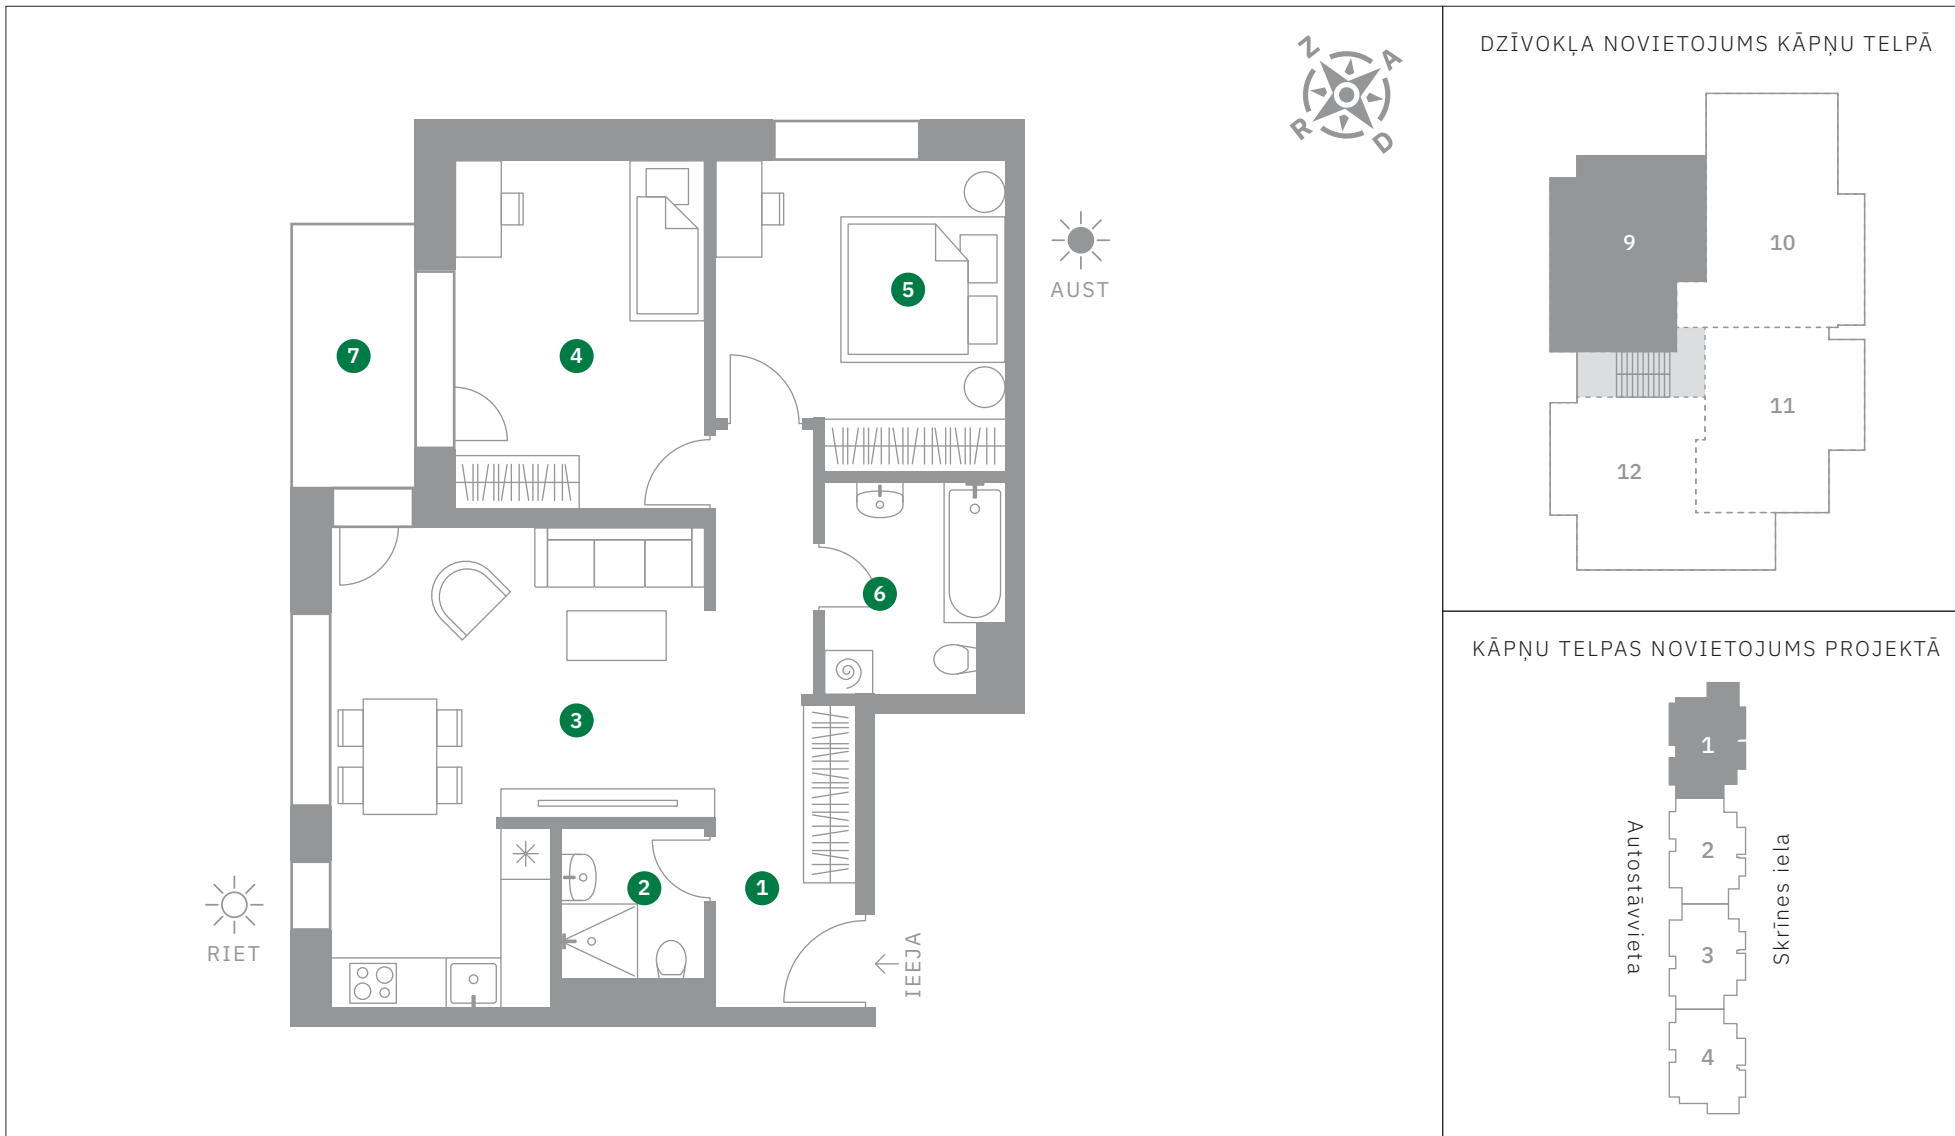 Z
A
R
D
AUST
5
7
4
6
3
2
1
RIET
IEEJA
DZĪVOKĻA NOVIETOJUMS KĀPŅU TELPĀ
9
10
11
12
KĀPŅU TELPAS NOVIETOJUMS PROJEKTĀ
1
2
3
4
Autostāvvieta
Skrīnes iela